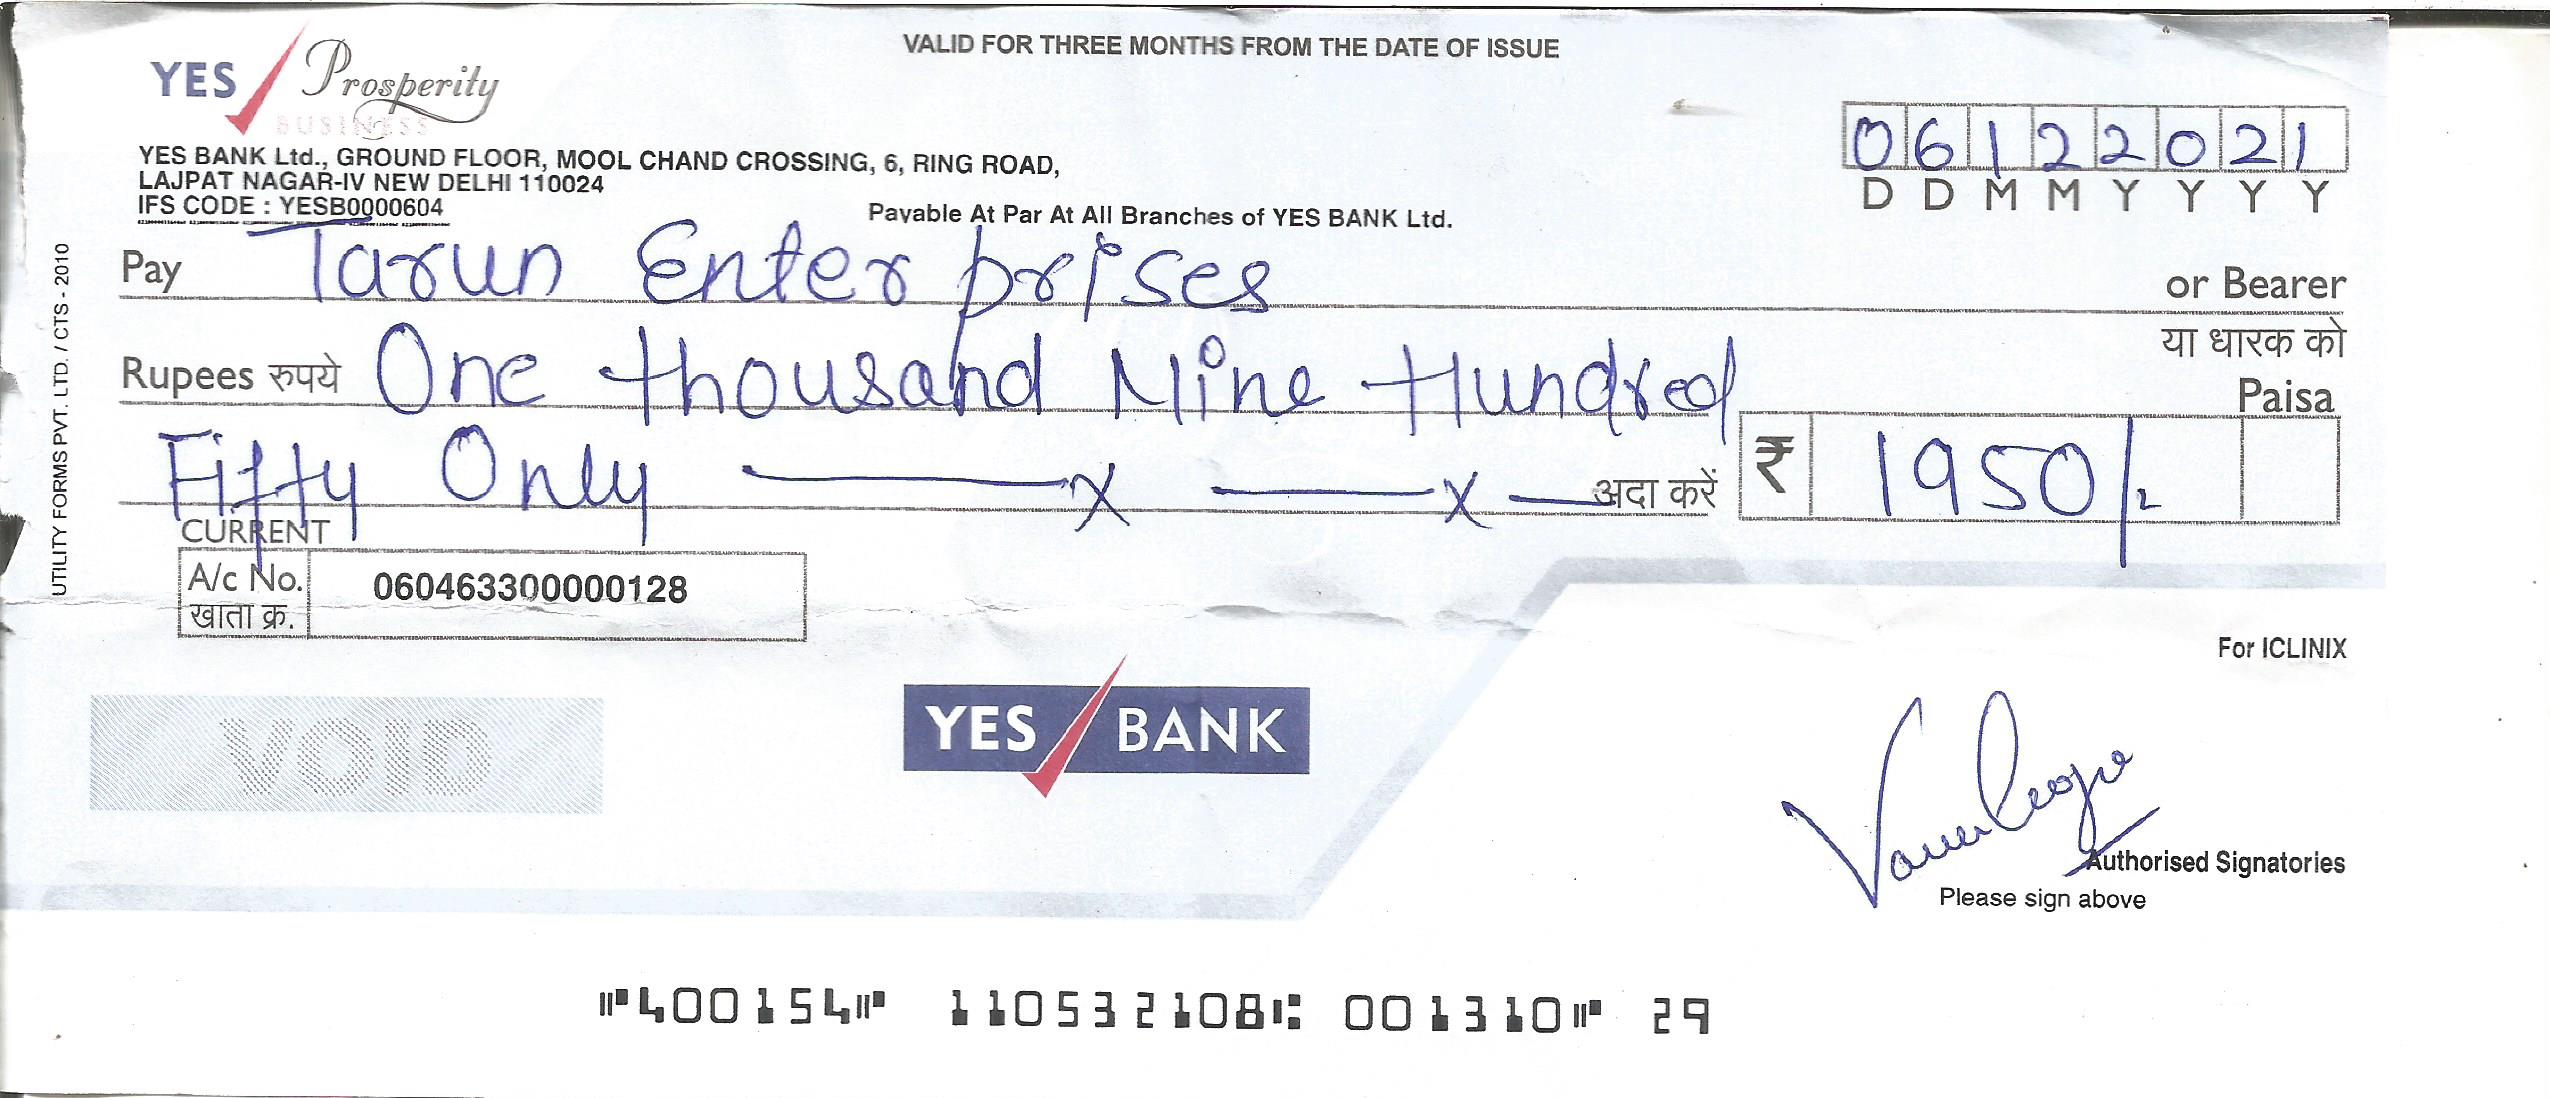 VALID FOR THREE MONTHS FROM THE DATE OF ISSUE
YES Prosperity
BUSINESS
YES BANK Ltd., GROUND FLOOR, MOOL CHAND CROSSING, 6, RING ROAD,
LAJPAT NAGAR-IV NEW DELHI 110024
IFS CODE : YESB0000604
Payable At Par At All Branches of YES BANK Ltd.
06122021
D D M M Y Y Y Y
Pay Tarun Enterprises or Bearer
या धारक को
Rupees रुपये One thousand Nine Hundred
Paisa
Fifty Only x x अदा करें ₹ 1950/-
CURRENT
A/c No. 060463300000128
खाता क्र.
UTILITY FORMS PVT. LTD. / CTS - 2010
For ICLINIX
VOID
YES BANK
Authorised Signatories
Please sign above
⑈400154⑈ 110532108⑆ 001310⑈ 29